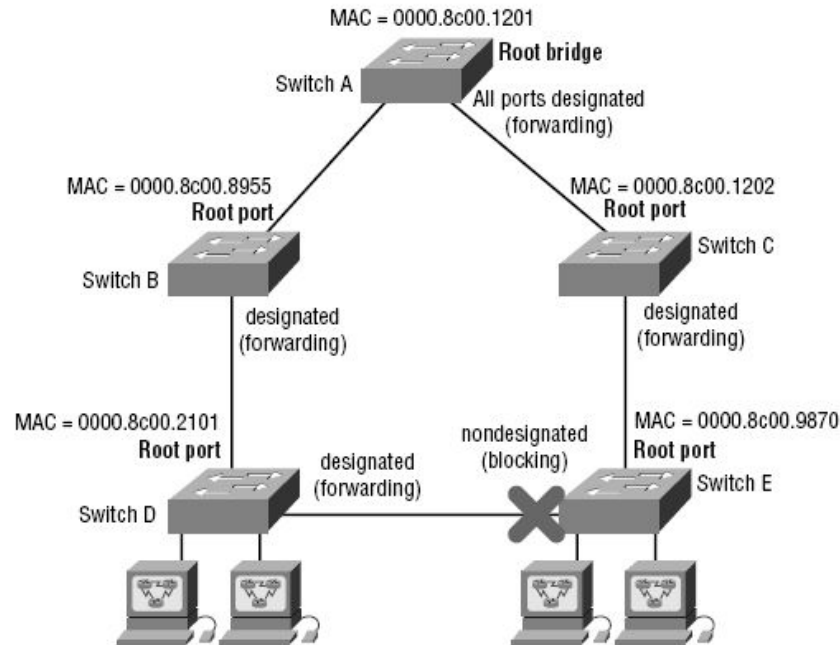 MAC = 0000.8c00.1201
Root bridge
Switch A
All ports designated
(forwarding)
MAC = 0000.8c00.8955
Root port
Switch B
MAC = 0000.8c00.1202
Root port
Switch C
designated
(forwarding)
designated
(forwarding)
MAC = 0000.8c00.2101
Root port
Switch D
designated
(forwarding)
nondesignated
(blocking)
MAC = 0000.8c00.9870
Root port
Switch E